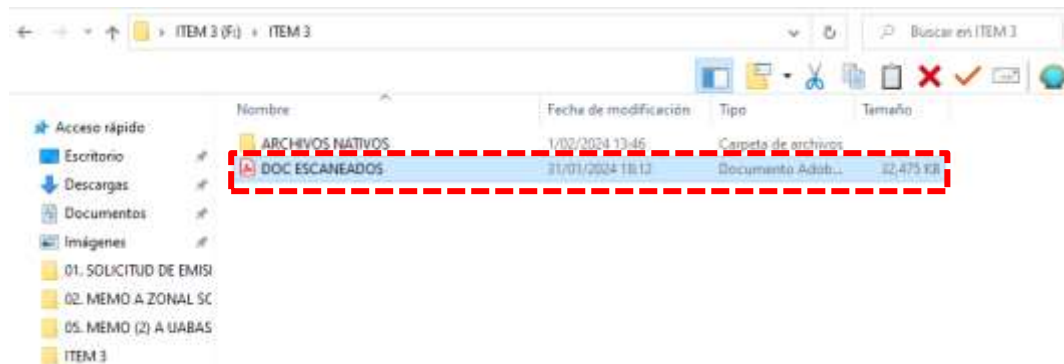 ITEM 3 (F:) › ITEM 3
Buscar en ITEM 3
Nombre Fecha de modificación Tipo Tamaño
Acceso rápido
ARCHIVOS NATIVOS 1/02/2024 13:46 Carpeta de archivos
Escritorio
DOC ESCANEADOS 31/01/2024 18:12 Documento Adob... 32,475 KB
Descargas
Documentos
Imágenes
01. SOLICITUD DE EMISI
02. MEMO A ZONAL SC
05. MEMO (2) A UABAS
ITEM 3